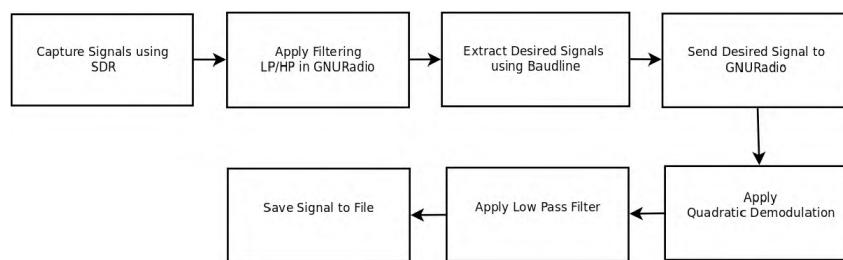 Capture Signals using
SDR
Apply Filtering
LP/HP in GNURadio
Extract Desired Signals
using Baudline
Send Desired Signal to
GNURadio
Apply
Quadratic Demodulation
Apply Low Pass Filter
Save Signal to File